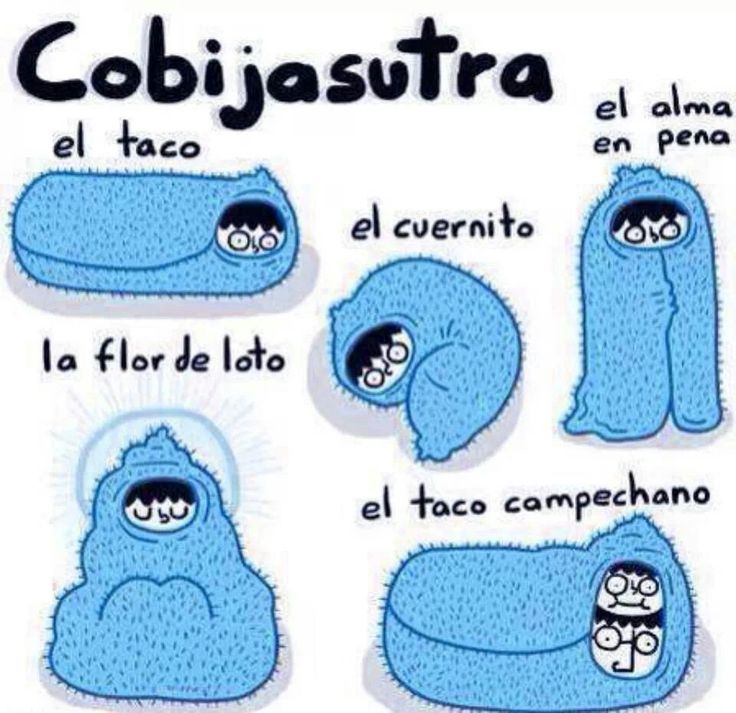 Cobijasutra
el taco
el alma
en pena
el cuernito
la flor de loto
el taco campechano